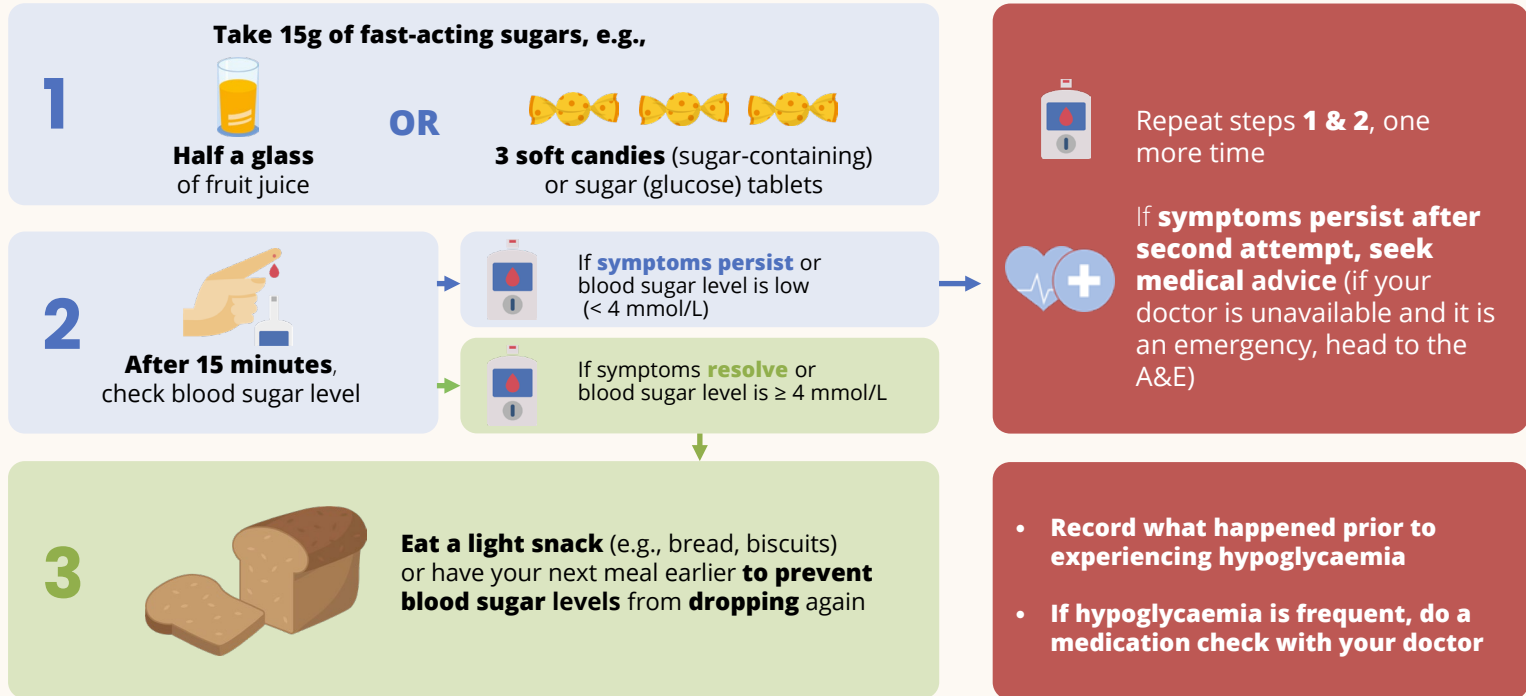 Take 15g of fast-acting sugars, e.g.,
1
Half a glass
of fruit juice
OR
3 soft candies (sugar-containing)
or sugar (glucose) tablets
2
After 15 minutes,
check blood sugar level
If symptoms persist or
blood sugar level is low
(< 4 mmol/L)
If symptoms resolve or
blood sugar level is ≥ 4 mmol/L
Repeat steps 1 & 2, one
more time
If symptoms persist after
second attempt, seek
medical advice (if your
doctor is unavailable and it is
an emergency, head to the
A&E)
3
Eat a light snack (e.g., bread, biscuits)
or have your next meal earlier to prevent
blood sugar levels from dropping again
• Record what happened prior to
experiencing hypoglycaemia
• If hypoglycaemia is frequent, do a
medication check with your doctor